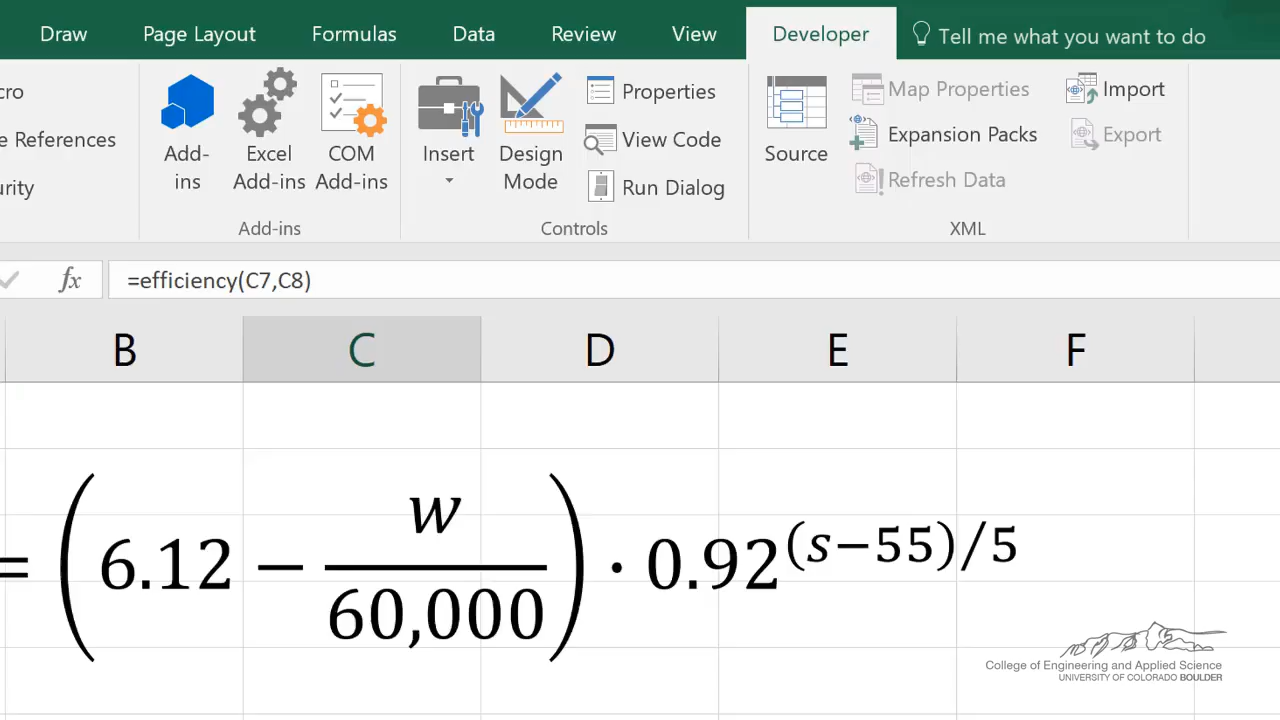 Draw Page Layout Formulas Data Review View Developer Tell me what you want to do
cro
e References
urity
Add-
ins
Excel
Add-ins
COM
Add-ins
Add-ins
Insert
Design
Mode
Properties
View Code
Run Dialog
Controls
Source
Map Properties
Expansion Packs
Refresh Data
Import
Export
XML
fx =efficiency(C7,C8)
B C D E F
= (6.12 − w/60,000) · 0.92^(s−55)/5
College of Engineering and Applied Science
UNIVERSITY OF COLORADO BOULDER